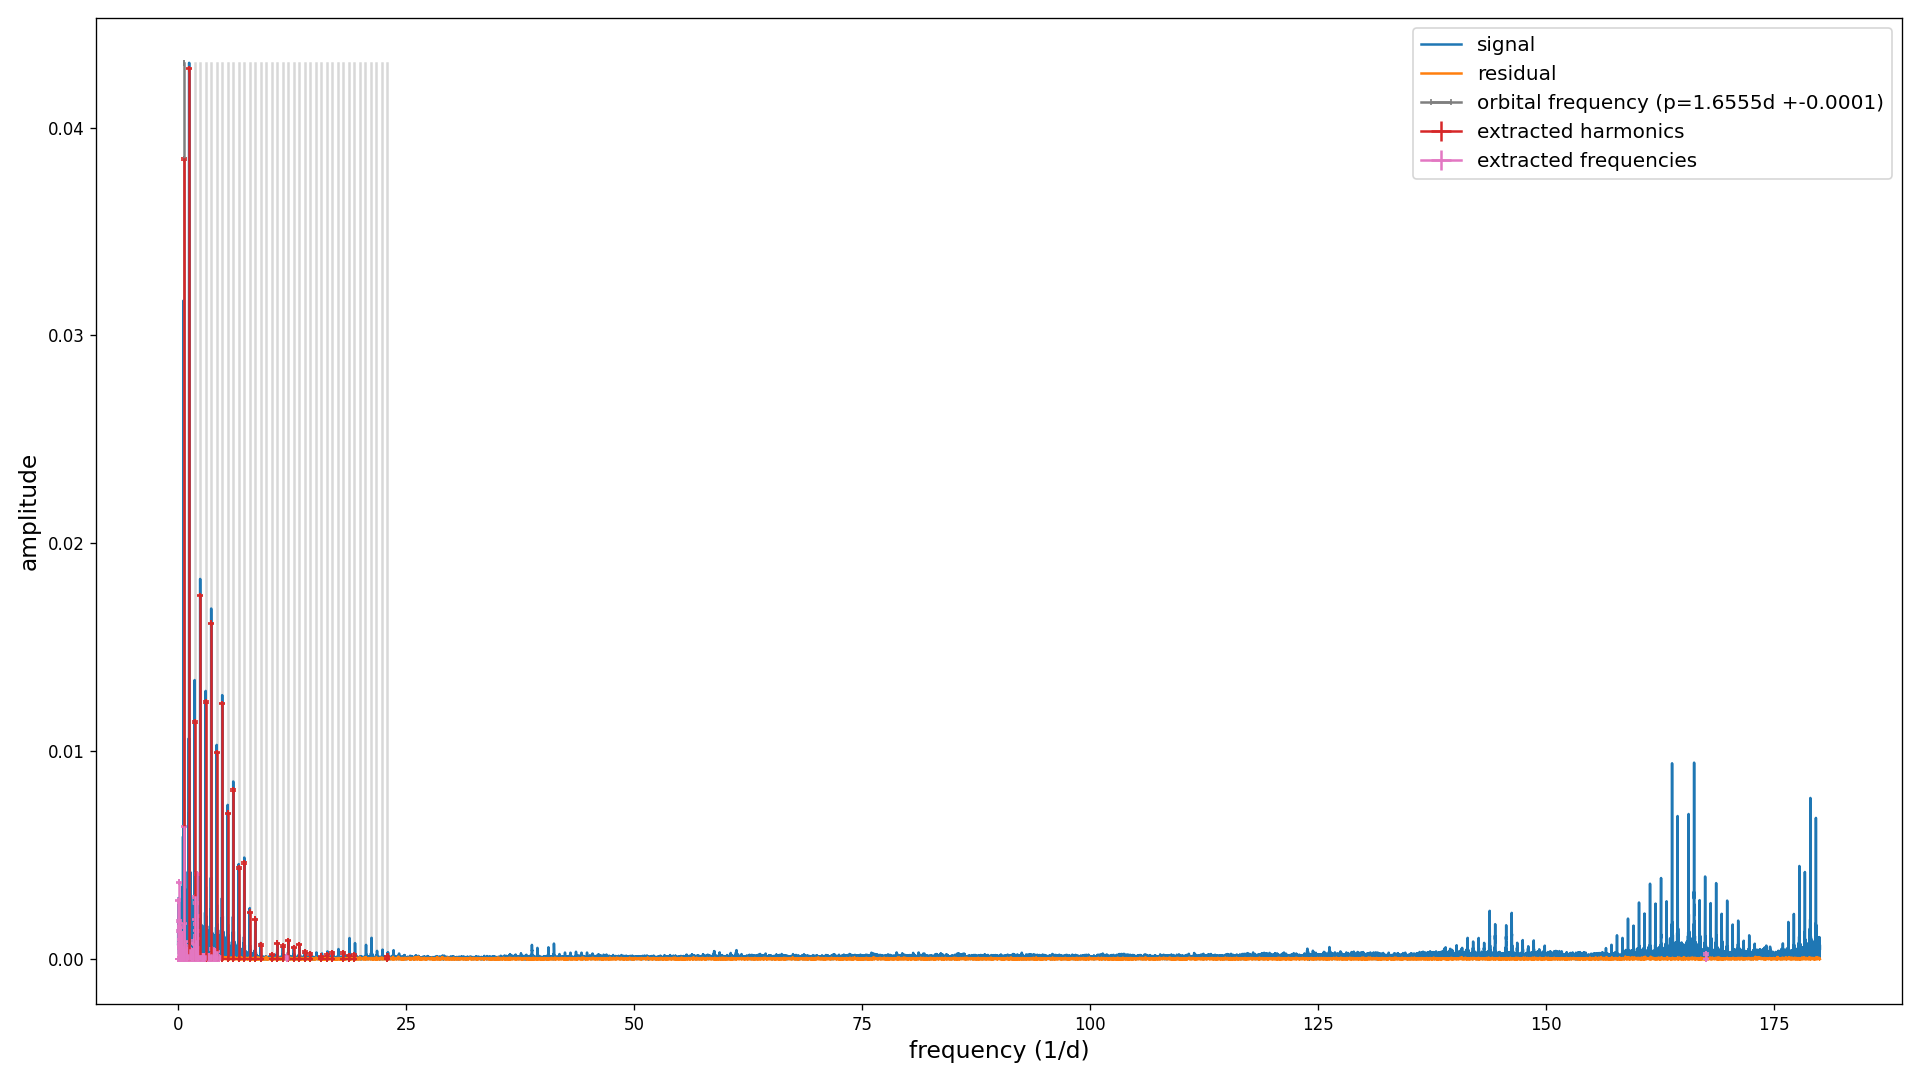 signal
residual
orbital frequency (p=1.6555d +-0.0001)
extracted harmonics
extracted frequencies
0.04
0.03
0.02
0.01
0.00
amplitude
0 25 50 75 100 125 150 175
frequency (1/d)